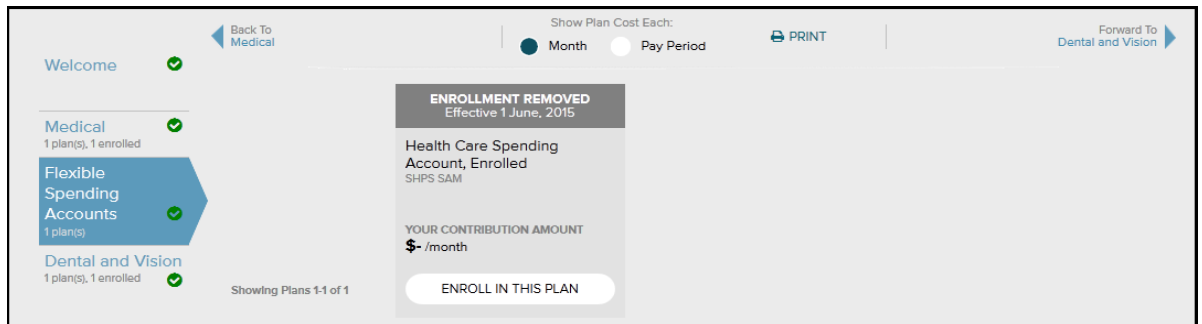 Back To
Medical
Show Plan Cost Each:
Month Pay Period
PRINT
Forward To
Dental and Vision
Welcome
Medical
1 plan(s), 1 enrolled
Flexible
Spending
Accounts
1 plan(s)
Dental and Vision
1 plan(s), 1 enrolled
ENROLLMENT REMOVED
Effective 1 June, 2015
Health Care Spending
Account, Enrolled
SHPS SAM
YOUR CONTRIBUTION AMOUNT
$- /month
ENROLL IN THIS PLAN
Showing Plans 1-1 of 1